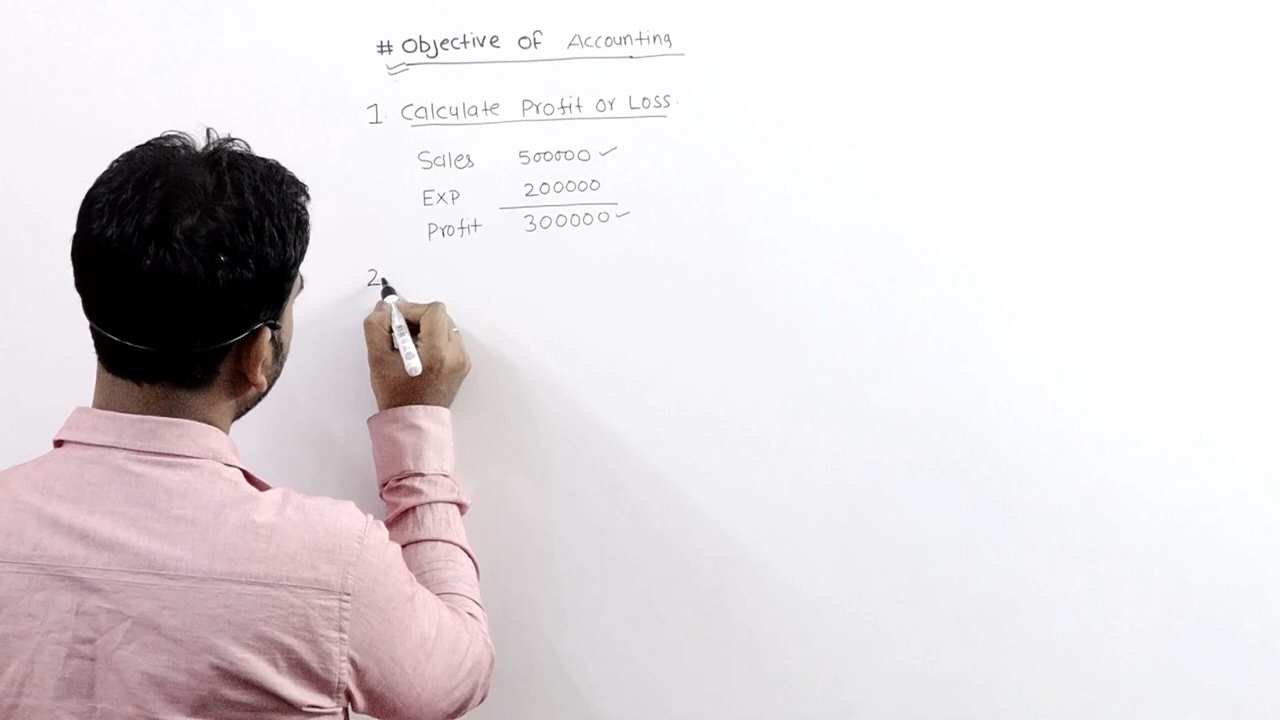 # Objective of Accounting
1. Calculate Profit or Loss.
Sales 500000 ✓
Exp 200000
Profit 300000 ✓
2